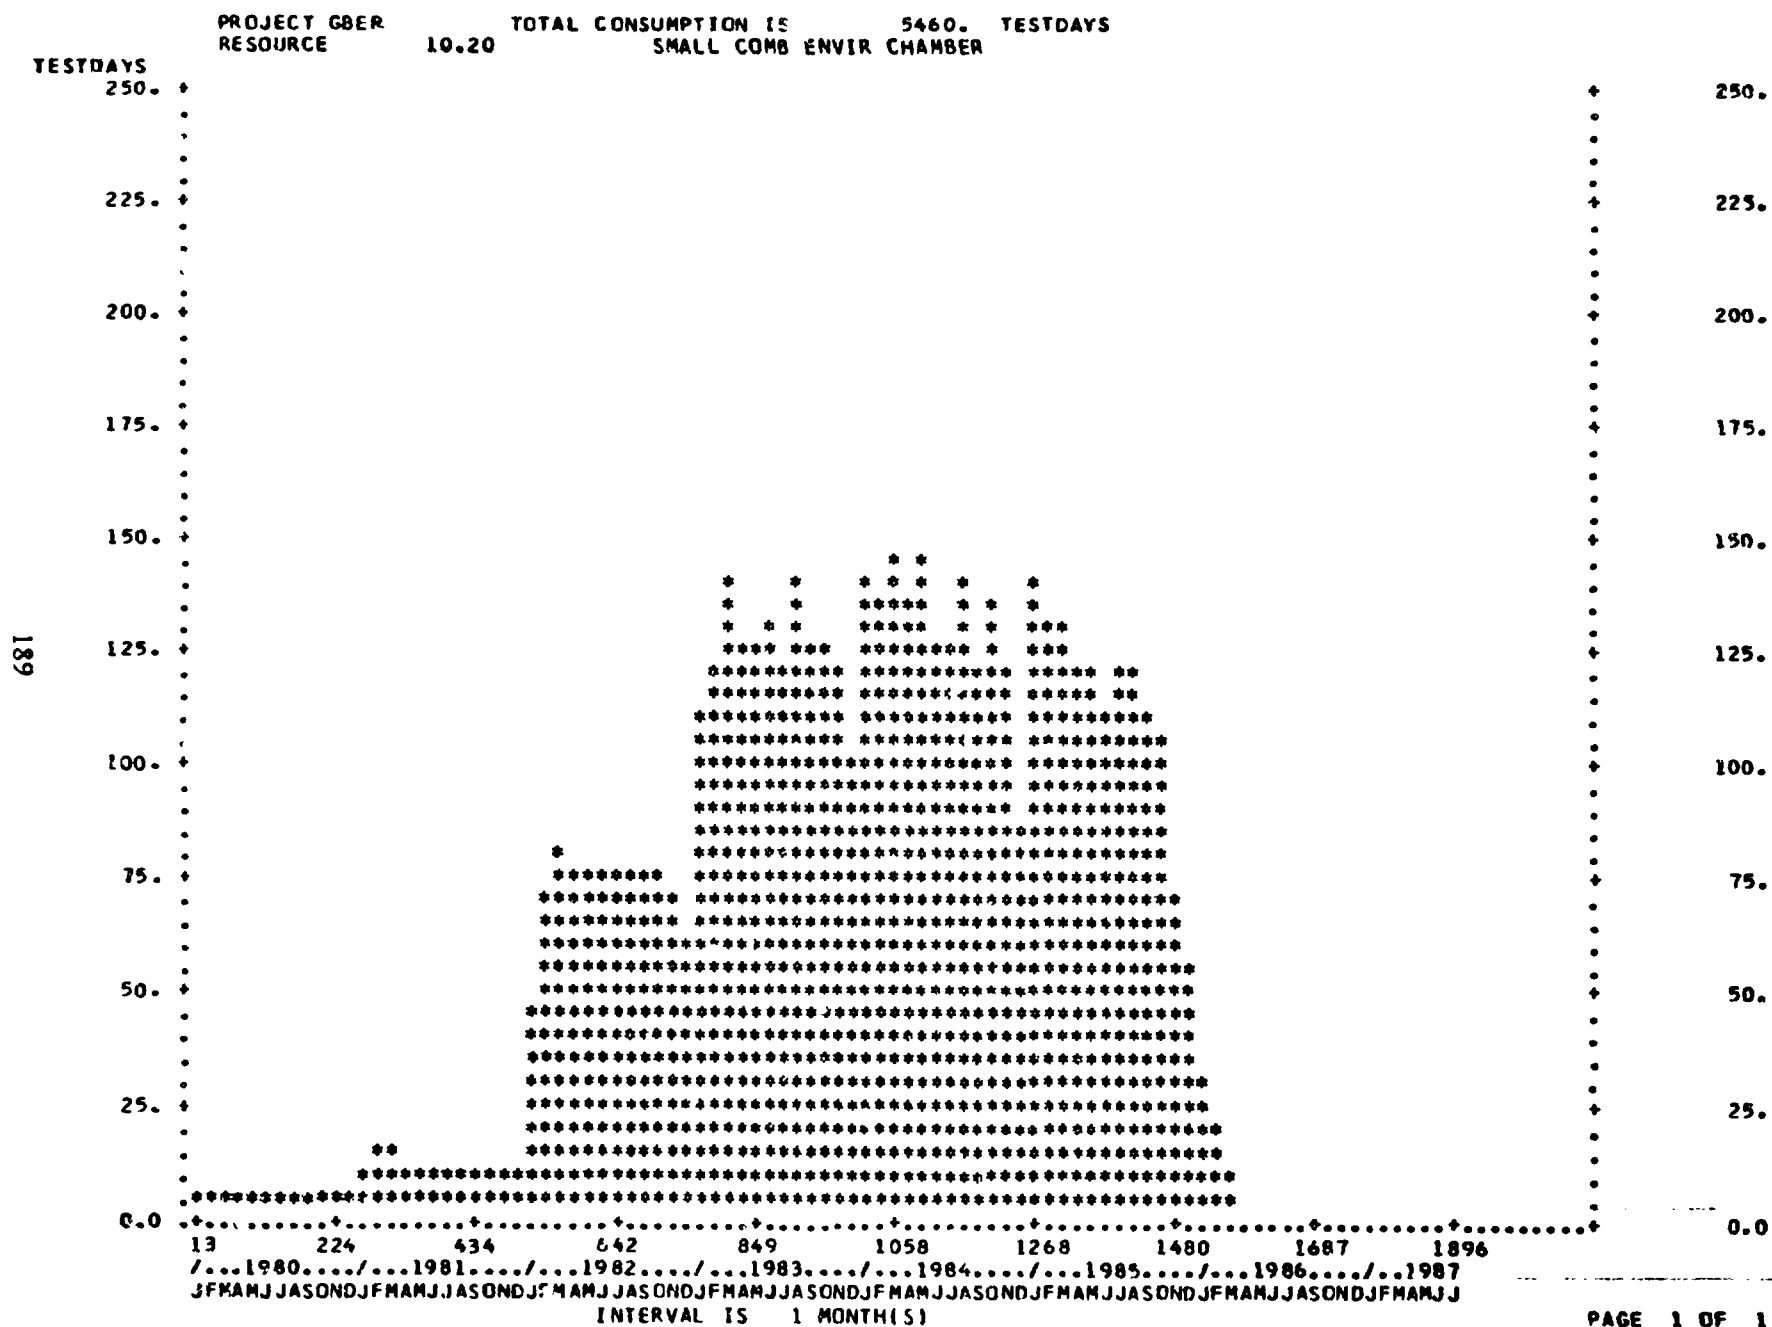 PROJECT GBER TOTAL CONSUMPTION IS 5460. TESTDAYS
RESOURCE 10.20 SMALL COMB ENVIR CHAMBER
TESTDAYS
250. 250.
225. 225.
200. 200.
175. 175.
150. 150.
125. 125.
100. 100.
75. 75.
50. 50.
25. 25.
0.0 0.0
13 224 434 642 849 1058 1268 1480 1687 1896
/...1980..../...1981..../...1982..../...1983..../...1984..../...1985..../...1986..../..1987
JFMAMJJASONDJFMAMJJASONDJFMAMJJASONDJFMAMJJASONDJFMAMJJASONDJFMAMJJASONDJFMAMJJASONDJFMAMJJ
INTERVAL IS 1 MONTH(S)
PAGE 1 OF 1
189